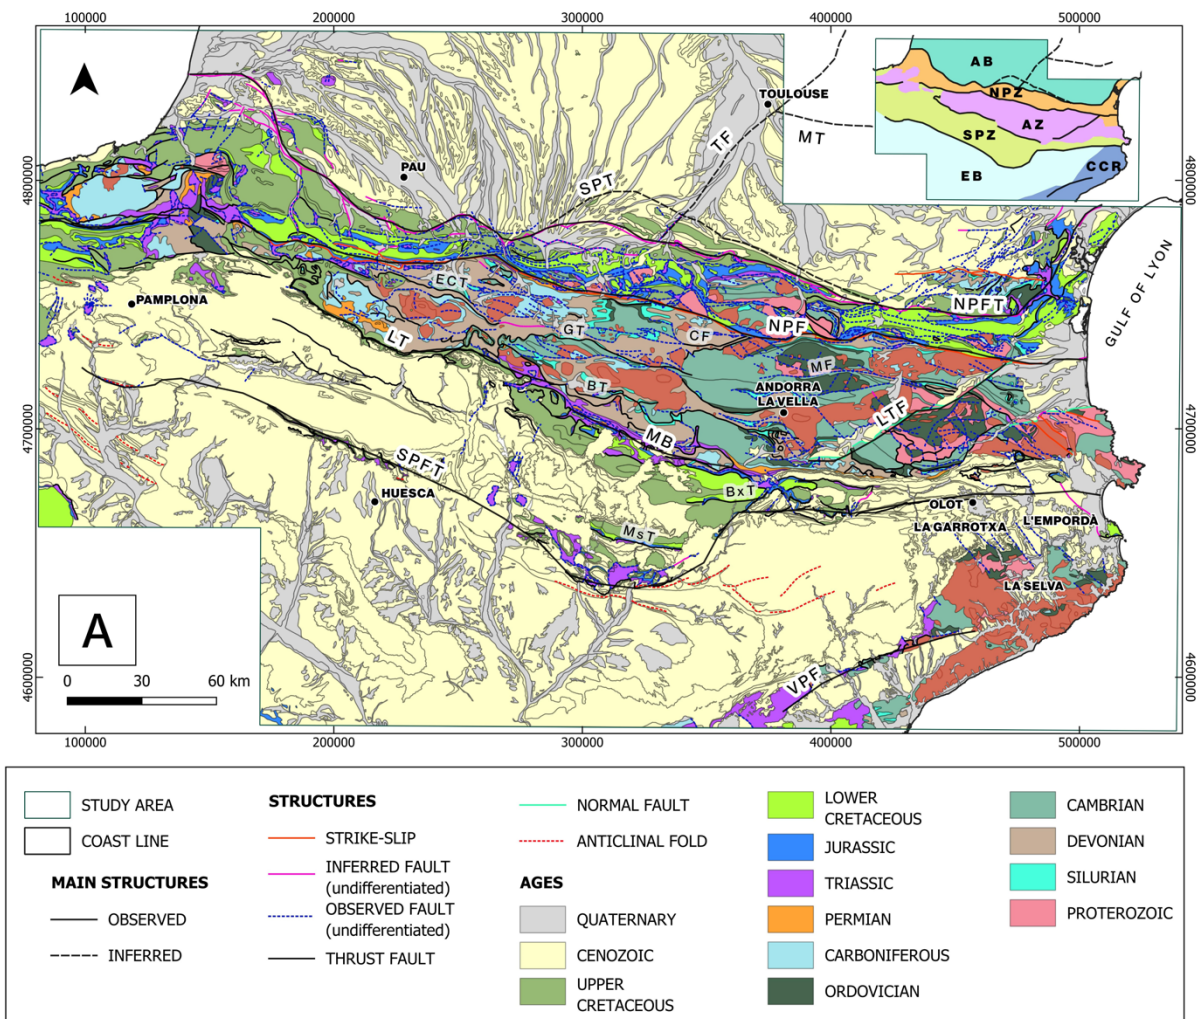 100000
200000
300000
400000
500000
4800000
4700000
4600000
4800000
4700000
4600000
TOULOUSE
TF
MT
AB
NPZ
AZ
SPZ
EB
CCR
PAU
SPT
GULF OF LYON
PAMPLONA
ECT
NPFT
NPF
GT
CF
LT
MF
BT
ANDORRA
LA VELLA
LTF
MB
SPFT
HUESCA
BxT
OLOT
LA GARROTXA
L'EMPORDÀ
MsT
LA SELVA
A
VPF
0 30 60 km
100000
200000
300000
400000
500000
STUDY AREA
COAST LINE
MAIN STRUCTURES
OBSERVED
INFERRED
STRUCTURES
STRIKE-SLIP
INFERRED FAULT
(undifferentiated)
OBSERVED FAULT
(undifferentiated)
THRUST FAULT
NORMAL FAULT
ANTICLINAL FOLD
AGES
QUATERNARY
CENOZOIC
UPPER
CRETACEOUS
LOWER
CRETACEOUS
JURASSIC
TRIASSIC
PERMIAN
CARBONIFEROUS
ORDOVICIAN
CAMBRIAN
DEVONIAN
SILURIAN
PROTEROZOIC